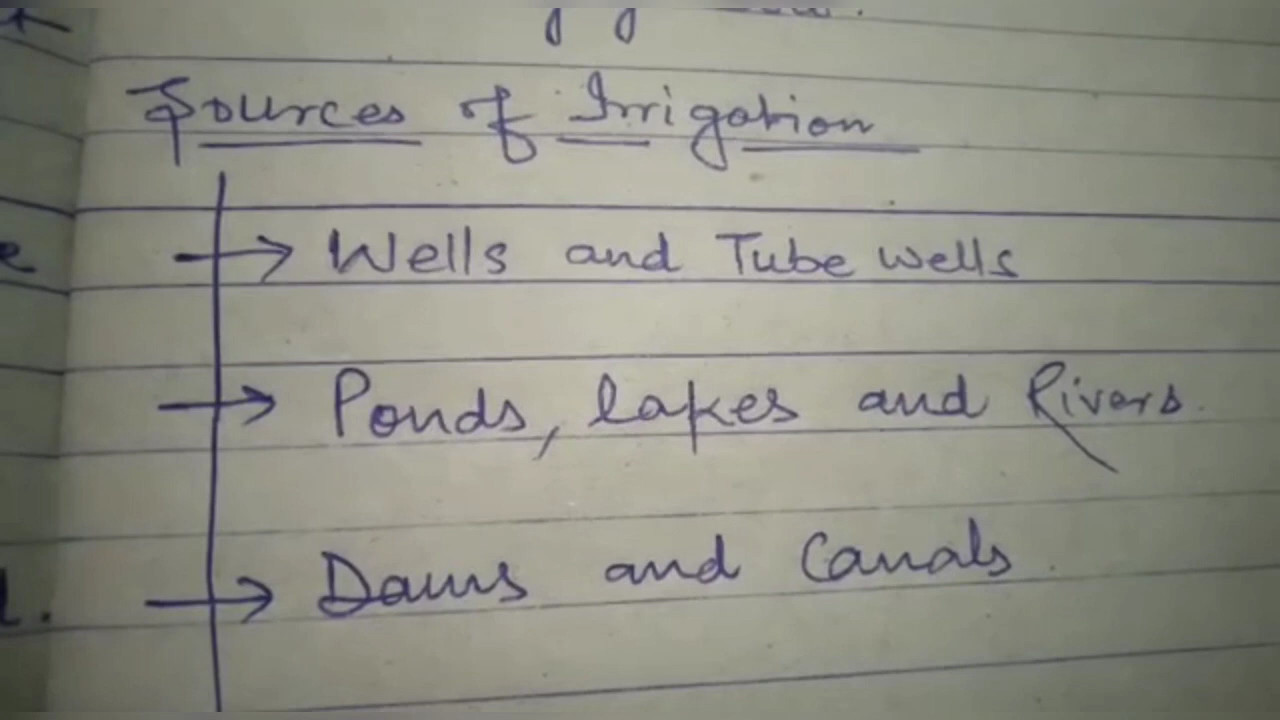 Sources of Irrigation
→ Wells and Tube wells
→ Ponds, lakes and Rivers.
→ Dams and Canals.